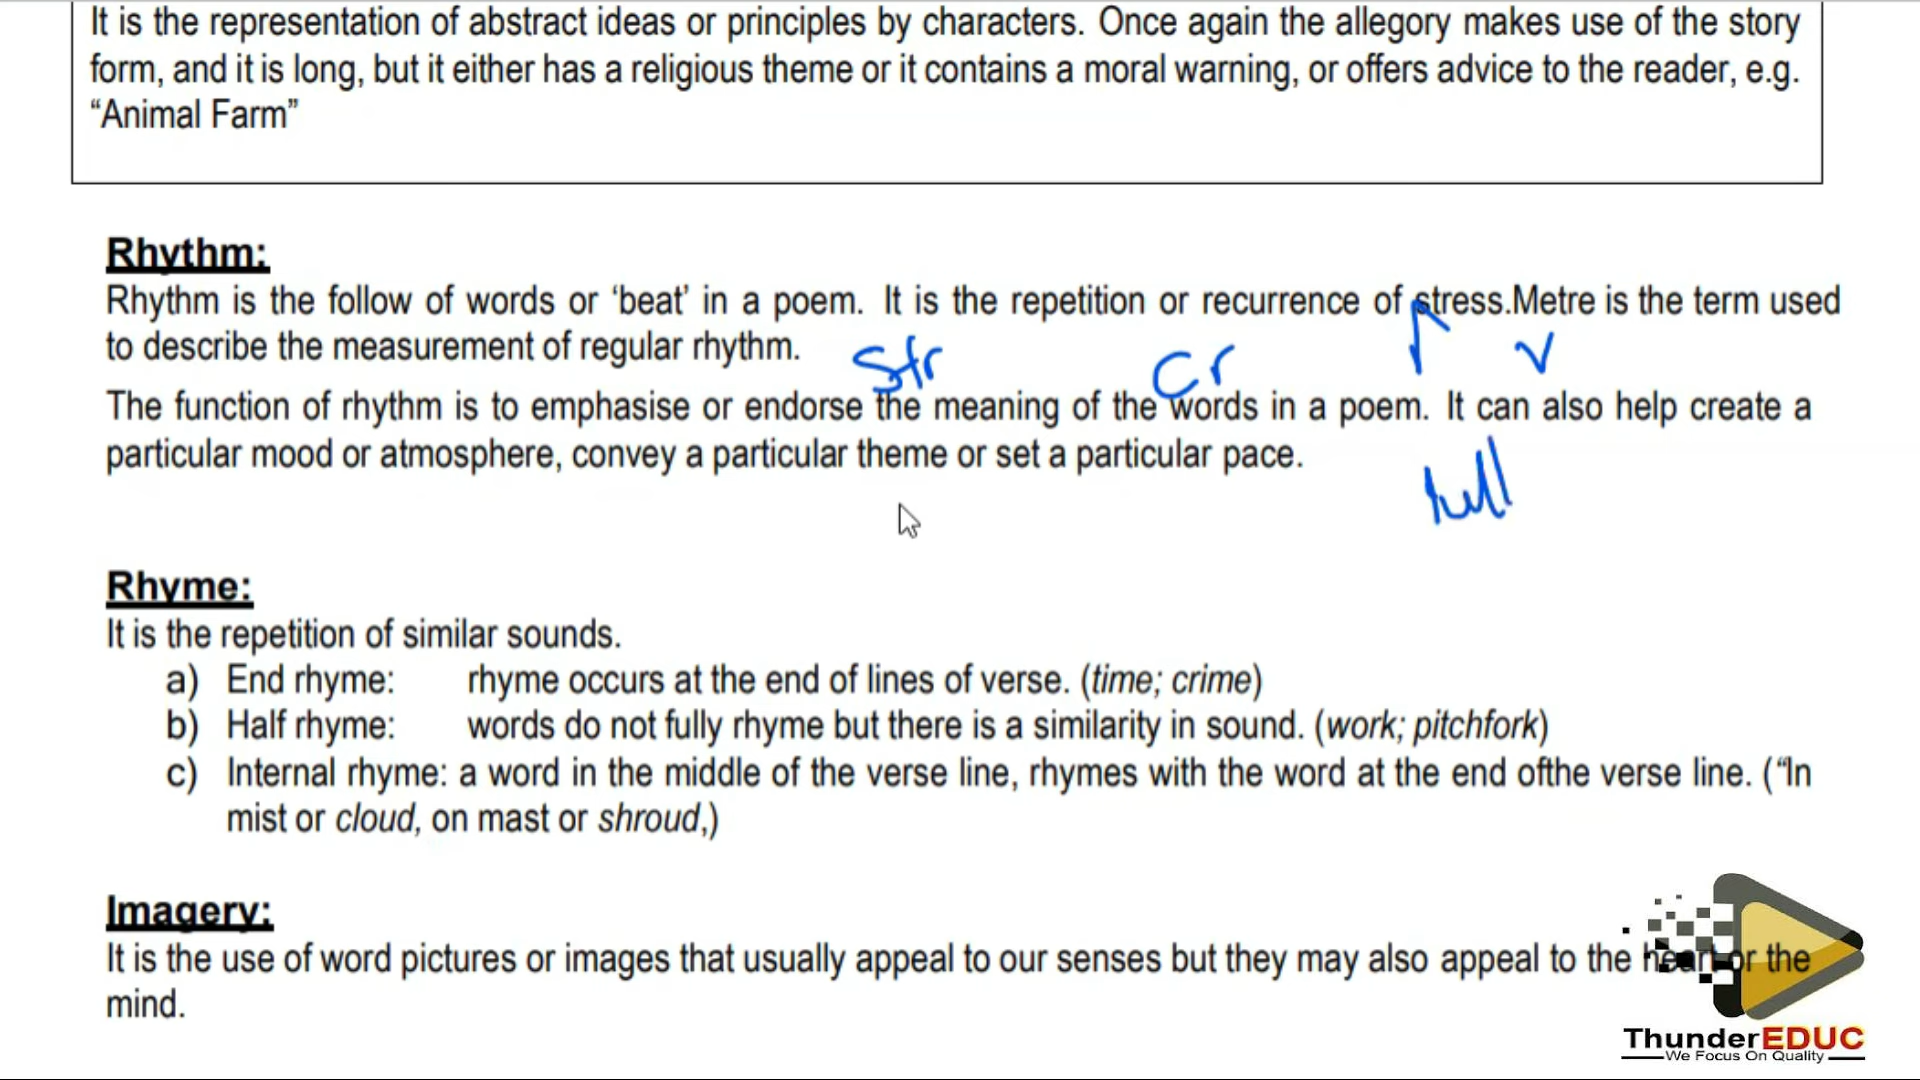 It is the representation of abstract ideas or principles by characters. Once again the allegory makes use of the story
form, and it is long, but it either has a religious theme or it contains a moral warning, or offers advice to the reader, e.g.
“Animal Farm”
Rhythm:
Rhythm is the follow of words or ‘beat’ in a poem. It is the repetition or recurrence of stress.Metre is the term used
to describe the measurement of regular rhythm.
Str Cr
The function of rhythm is to emphasise or endorse the meaning of the words in a poem. It can also help create a
particular mood or atmosphere, convey a particular theme or set a particular pace.
Rhyme:
It is the repetition of similar sounds.
a) End rhyme: rhyme occurs at the end of lines of verse. (time; crime)
b) Half rhyme: words do not fully rhyme but there is a similarity in sound. (work; pitchfork)
c) Internal rhyme: a word in the middle of the verse line, rhymes with the word at the end ofthe verse line. (“In
mist or cloud, on mast or shroud,)
Imagery:
It is the use of word pictures or images that usually appeal to our senses but they may also appeal to the heart or the
mind.
ThunderEDUC
We Focus On Quality